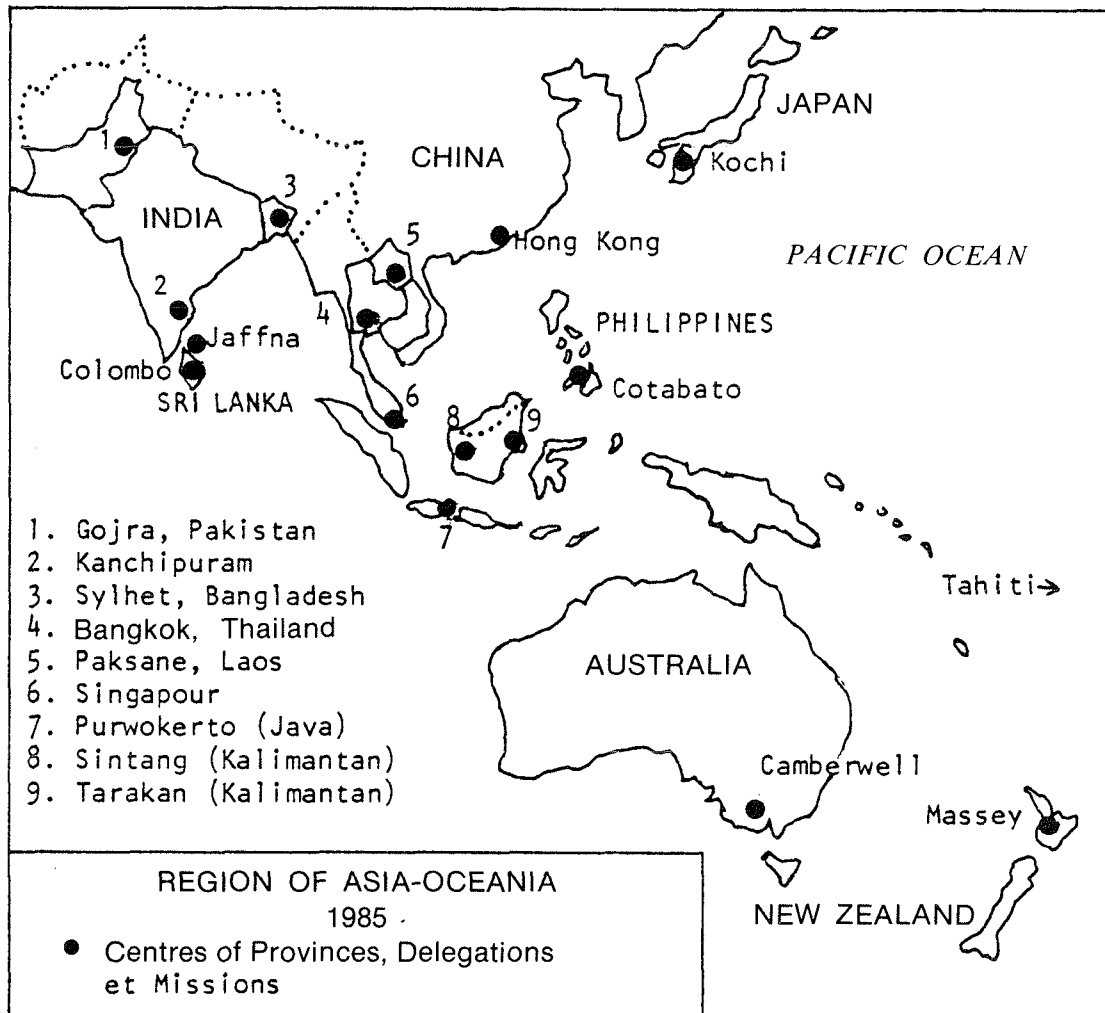 JAPAN
1
CHINA
Kochi
3
INDIA
5
Hong Kong
PACIFIC OCEAN
2
4
PHILIPPINES
Jaffna
Colombo
Cotabato
SRI LANKA
6
8
9
7
1. Gojra, Pakistan
2. Kanchipuram
3. Sylhet, Bangladesh
4. Bangkok, Thailand
5. Paksane, Laos
6. Singapour
7. Purwokerto (Java)
8. Sintang (Kalimantan)
9. Tarakan (Kalimantan)
Tahiti→
AUSTRALIA
Camberwell
Massey
NEW ZEALAND
REGION OF ASIA-OCEANIA
1985
● Centres of Provinces, Delegations
et Missions